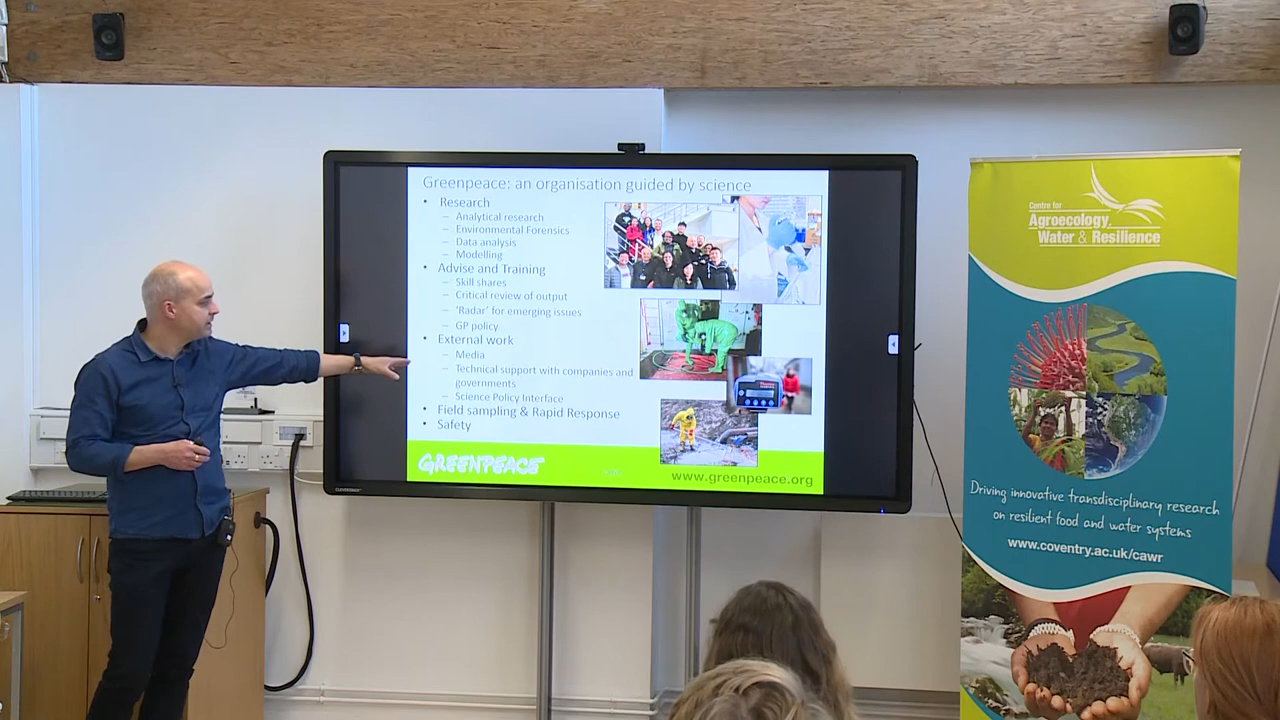 Greenpeace: an organisation guided by science
• Research
– Analytical research
– Environmental Forensics
– Data analysis
– Modelling
• Advise and Training
– Skill shares
– Critical review of output
– 'Radar' for emerging issues
– GP policy
• External work
– Media
– Technical support with companies and
governments
– Science Policy Interface
• Field sampling & Rapid Response
• Safety
GREENPEACE
www.greenpeace.org
Centre for
Agroecology,
Water & Resilience
Driving innovative transdisciplinary research
on resilient food and water systems
www.coventry.ac.uk/cawr